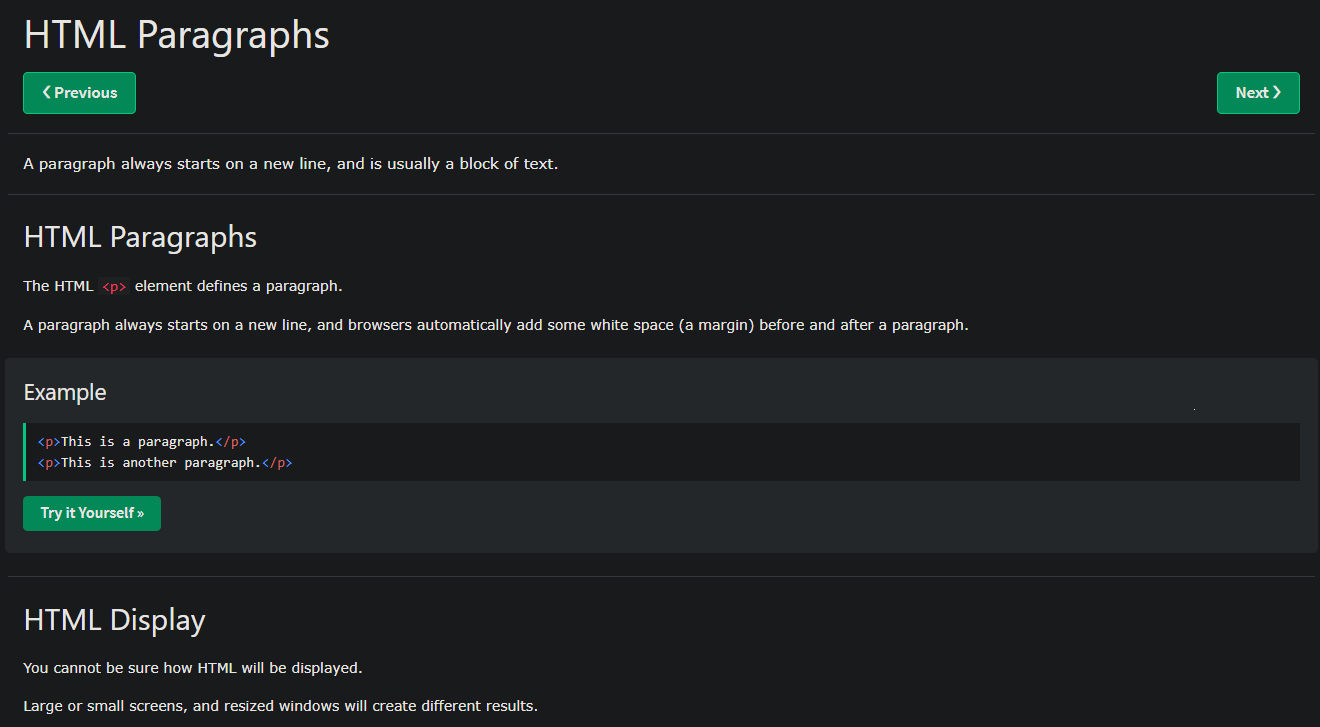 HTML Paragraphs
❮ Previous
Next ❯
A paragraph always starts on a new line, and is usually a block of text.
HTML Paragraphs
The HTML <p> element defines a paragraph.
A paragraph always starts on a new line, and browsers automatically add some white space (a margin) before and after a paragraph.
Example
<p>This is a paragraph.</p>
<p>This is another paragraph.</p>
Try it Yourself »
HTML Display
You cannot be sure how HTML will be displayed.
Large or small screens, and resized windows will create different results.